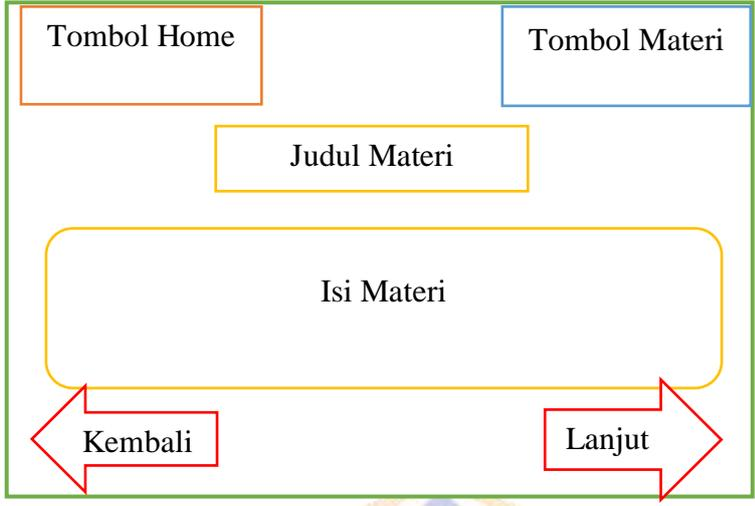 Tombol Home
Tombol Materi
Judul Materi
Isi Materi
Kembali
Lanjut